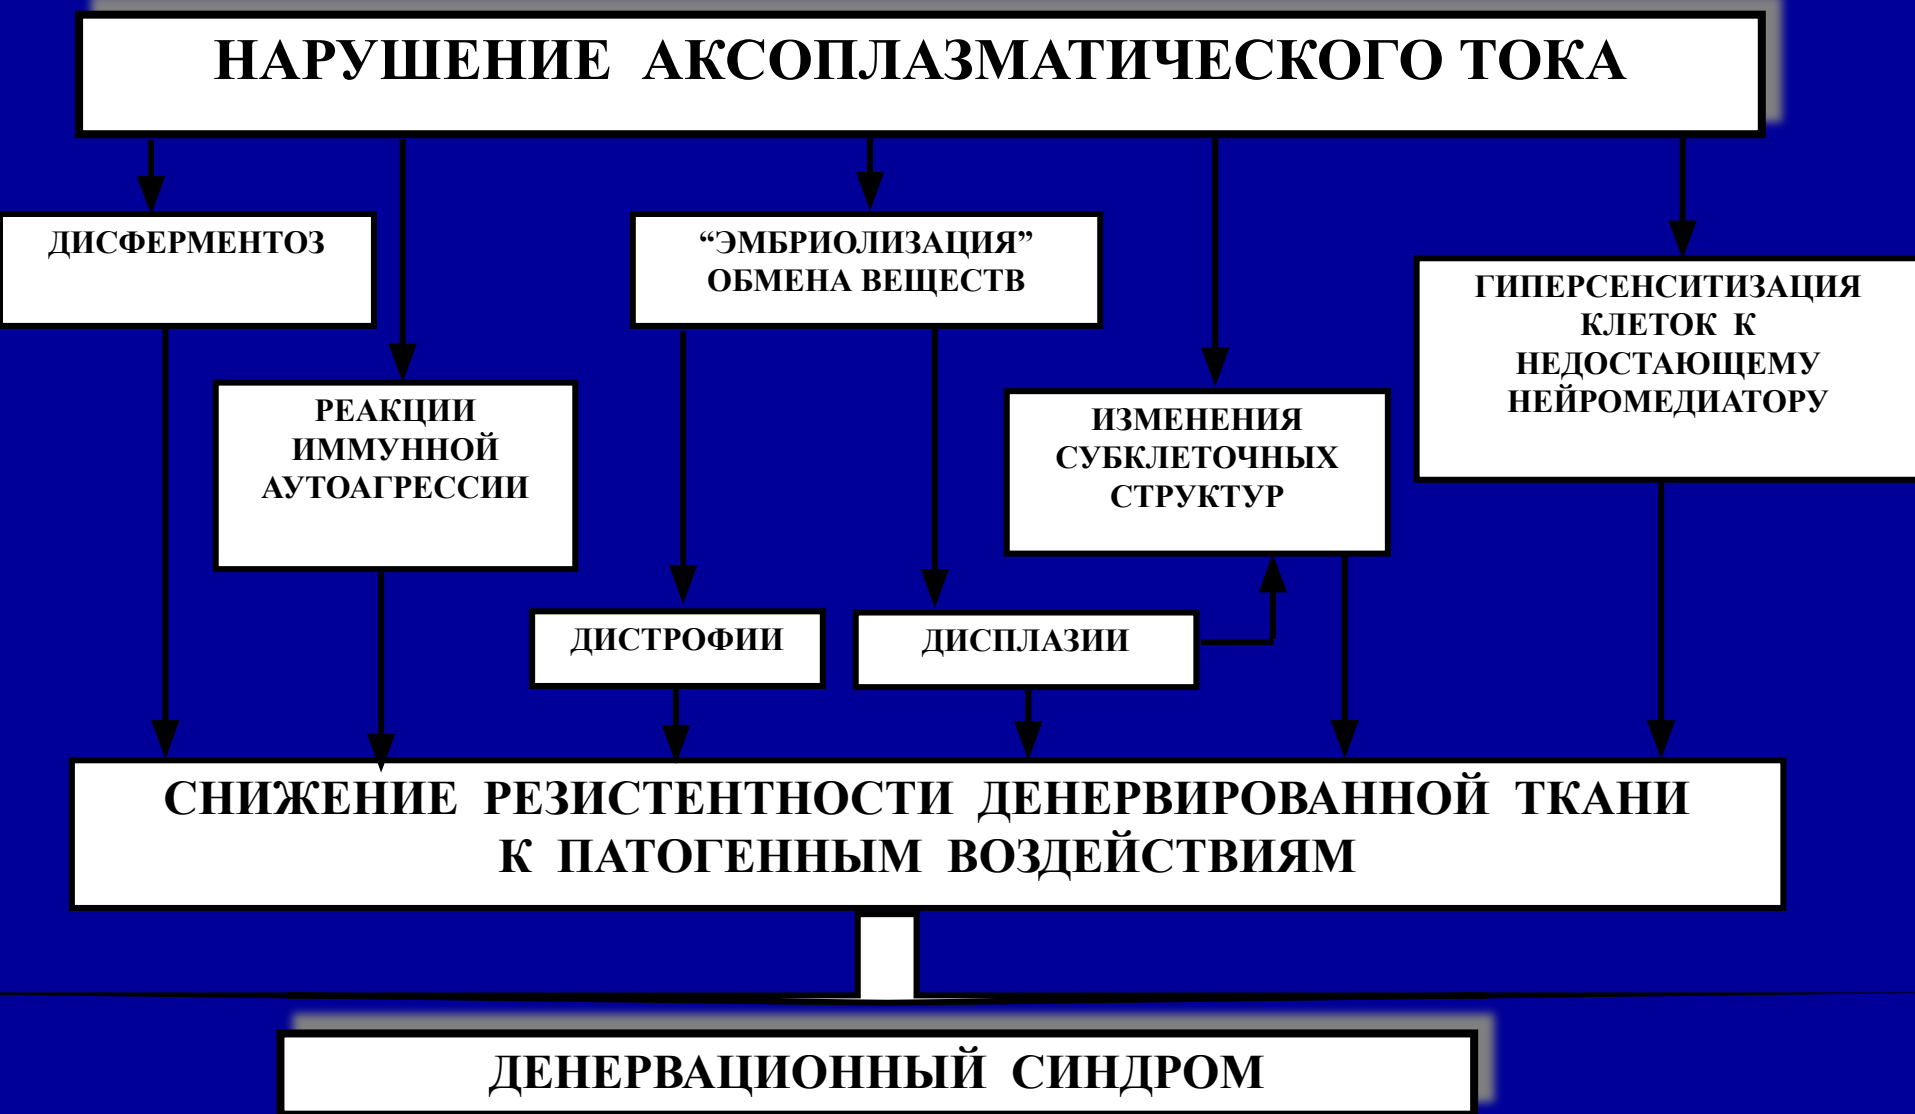 НАРУШЕНИЕ АКСОПЛАЗМАТИЧЕСКОГО ТОКА
ДИСФЕРМЕНТОЗ
“ЭМБРИОЛИЗАЦИЯ”
ОБМЕНА ВЕЩЕСТВ
ГИПЕРСЕНСИТИЗАЦИЯ
КЛЕТОК К
НЕДОСТАЮЩЕМУ
НЕЙРОМЕДИАТОРУ
РЕАКЦИИ
ИММУННОЙ
АУТОАГРЕССИИ
ИЗМЕНЕНИЯ
СУБКЛЕТОЧНЫХ
СТРУКТУР
ДИСТРОФИИ
ДИСПЛАЗИИ
СНИЖЕНИЕ РЕЗИСТЕНТНОСТИ ДЕНЕРВИРОВАННОЙ ТКАНИ
К ПАТОГЕННЫМ ВОЗДЕЙСТВИЯМ
ДЕНЕРВАЦИОННЫЙ СИНДРОМ